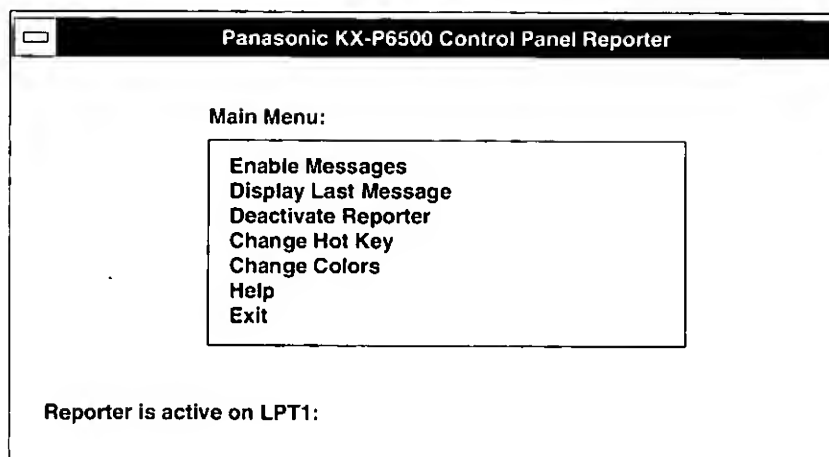 Panasonic KX-P6500 Control Panel Reporter
Main Menu:
Enable Messages
Display Last Message
Deactivate Reporter
Change Hot Key
Change Colors
Help
Exit
Reporter is active on LPT1: